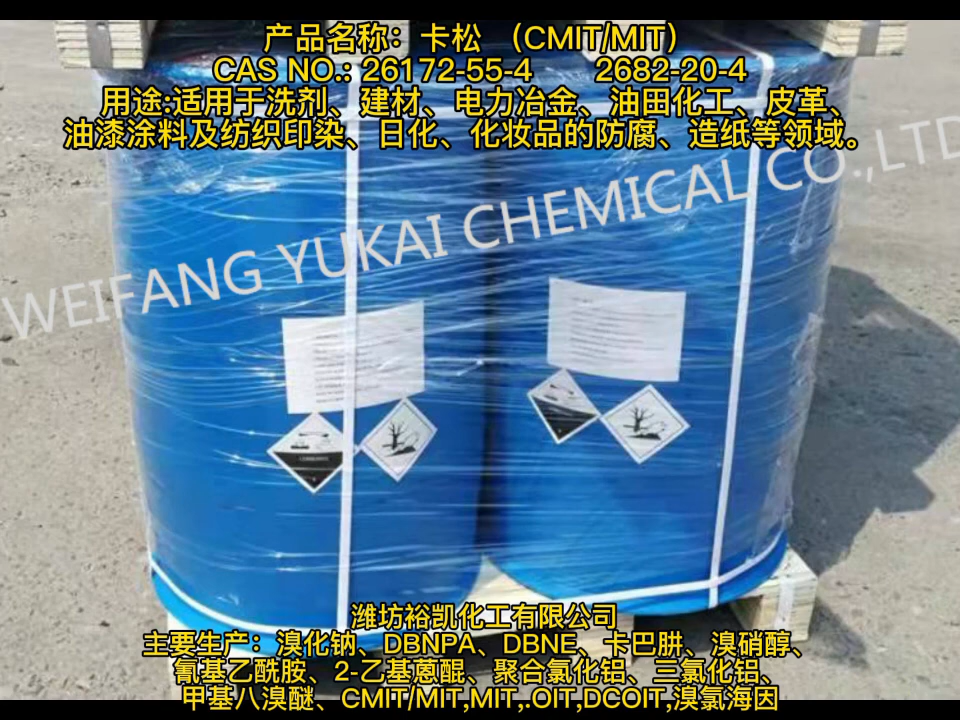 产品名称：卡松 （CMIT/MIT）
CAS NO.: 26172-55-4 2682-20-4
用途:适用于洗剂、建材、电力冶金、油田化工、皮革、
油漆涂料及纺织印染、日化、化妆品的防腐、造纸等领域。
WEIFANG YUKAI CHEMICAL CO.,LTD
潍坊裕凯化工有限公司
主要生产：溴化钠、DBNPA、DBNE、卡巴肼、溴硝醇、
氰基乙酰胺、2-乙基蒽醌、聚合氯化铝、三氯化铝、
甲基八溴醚、CMIT/MIT,MIT,.OIT,DCOIT,溴氯海因